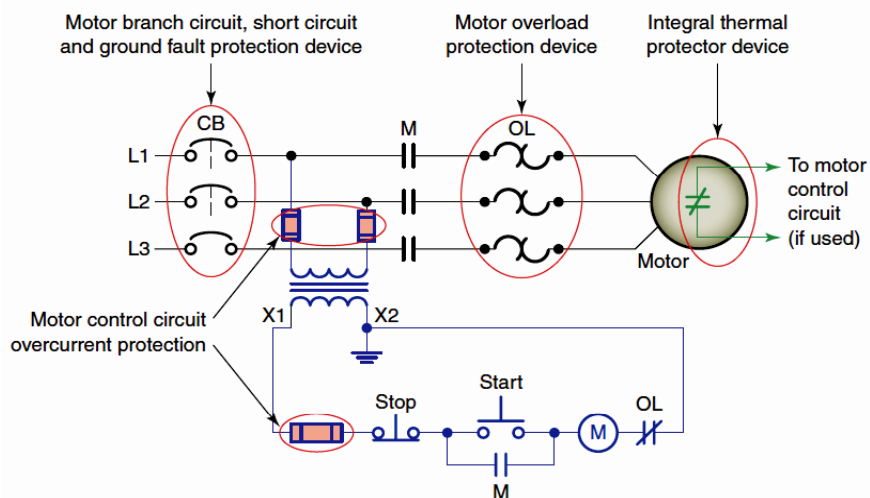 Motor branch circuit, short circuit
and ground fault protection device
Motor overload
protection device
Integral thermal
protector device
CB
M
OL
L1
L2
L3
To motor
control
circuit
(if used)
Motor
Motor control circuit
overcurrent protection
X1
X2
Stop
Start
M
OL
M